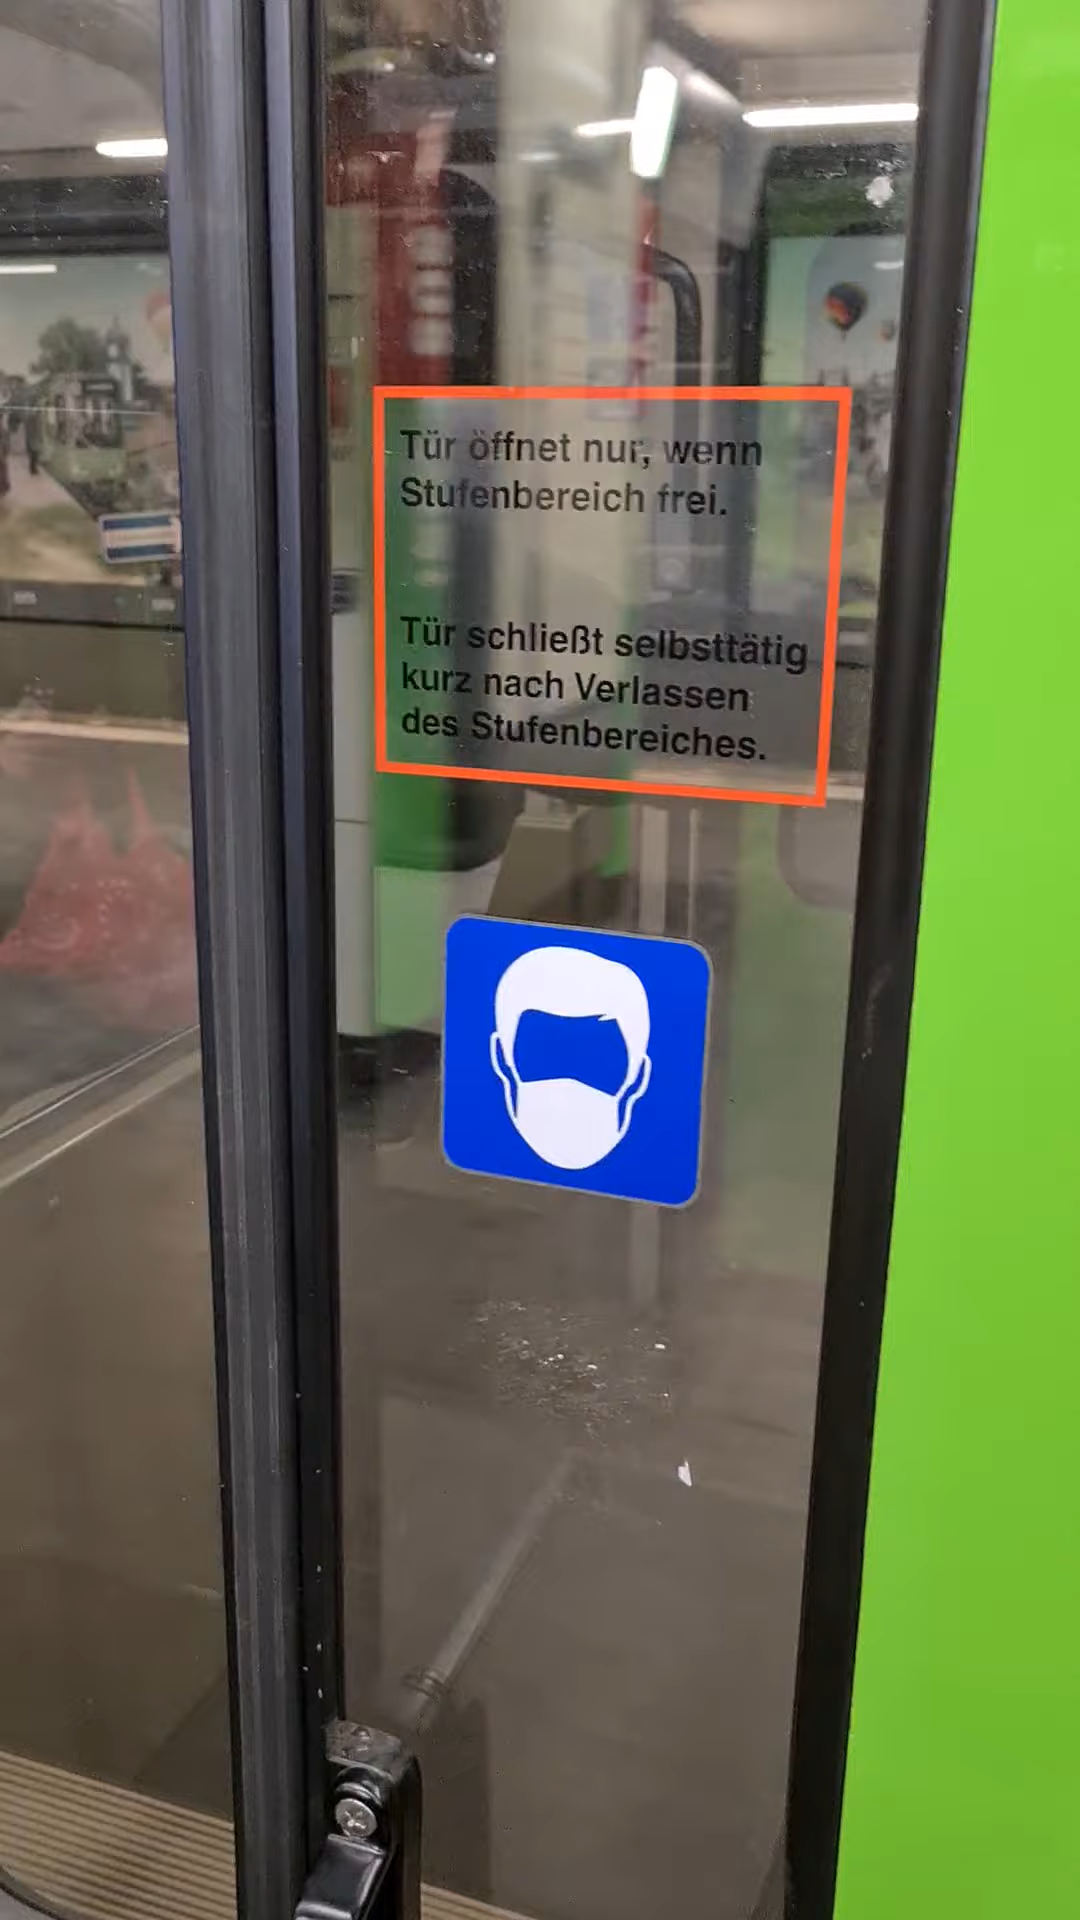 Tür öffnet nur, wenn
Stufenbereich frei.
Tür schließt selbsttätig
kurz nach Verlassen
des Stufenbereiches.